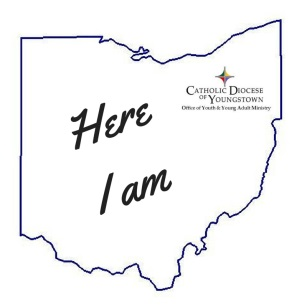 Here
I am
CATHOLIC DIOCESE
OF YOUNGSTOWN
Office of Youth & Young Adult Ministry